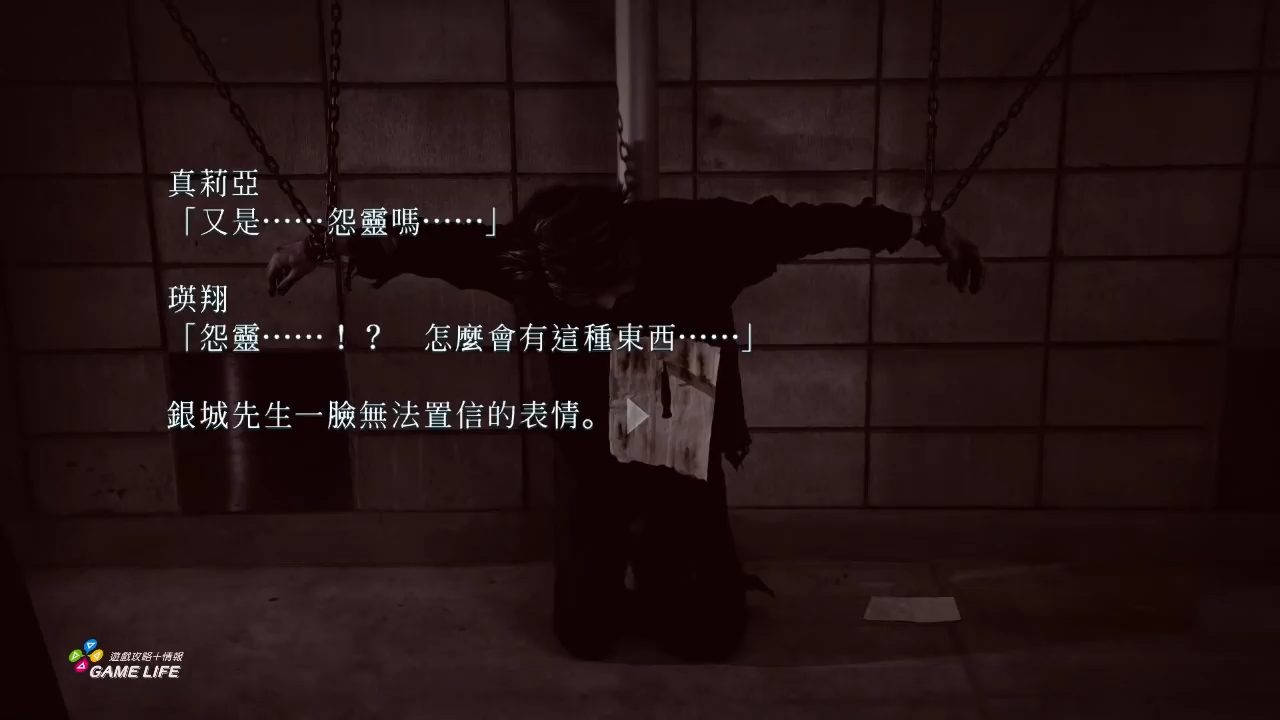 真莉亞
「又是……怨靈嗎……」
瑛翔
「怨靈……！？　怎麼會有這種東西……」
銀城先生一臉無法置信的表情。
遊戲攻略+情報
GAME LIFE